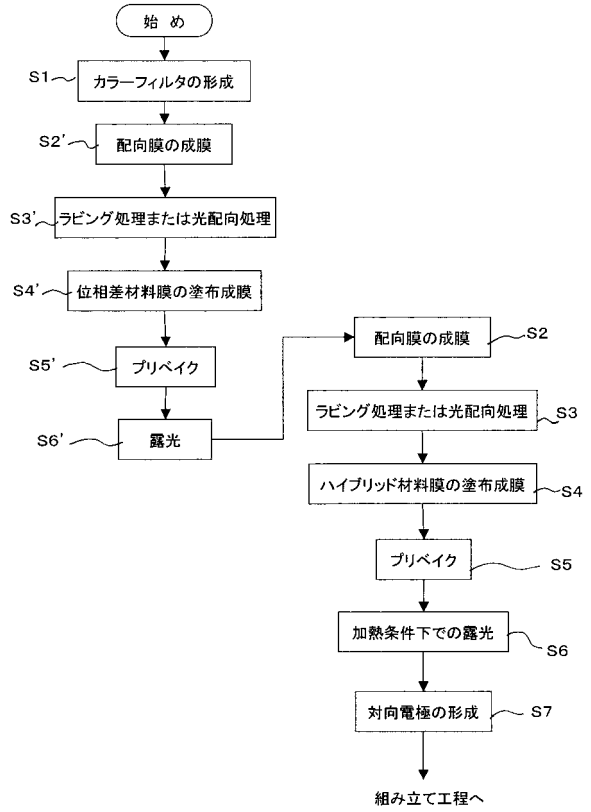 始 め
S1
カラーフィルタの形成
S2'
配向膜の成膜
S3'
ラビング処理または光配向処理
S4'
位相差材料膜の塗布成膜
S5'
プリベイク
S6'
露光
配向膜の成膜
S2
ラビング処理または光配向処理
S3
ハイブリッド材料膜の塗布成膜
S4
プリベイク
S5
加熱条件下での露光
S6
対向電極の形成
S7
組み立て工程へ